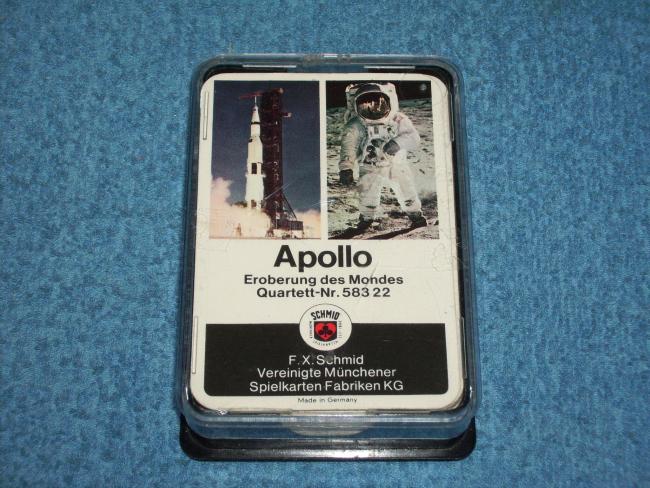 Apollo
Eroberung des Mondes
Quartett-Nr. 583 22
SCHMID
F. X. Schmid
Vereinigte Münchener
Spielkarten Fabriken KG
Made in Germany